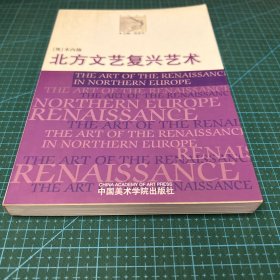 北方文艺复兴艺术
THE ART OF THE RENAISSANCE
IN NORTHERN EUROPE
THE ART OF THE RENAISSANCE
NORTHERN EUROPE
THE ART OF THE RENAISSANCE
IN NORTHERN EUROPE
RENAISSANCE
RENAISSANCE
CHINA ACADEMY OF ART PRESS
中国美术学院出版社